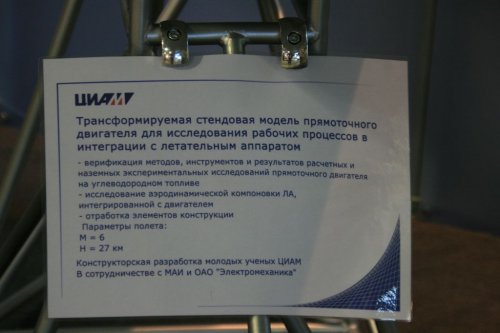 ЦИАМ
Трансформируемая стендовая модель прямоточного
двигателя для исследования рабочих процессов в
интеграции с летательным аппаратом
- верификация методов, инструментов и результатов расчетных и
наземных экспериментальных исследований прямоточного двигателя
на углеводородном топливе
- исследование аэродинамической компоновки ЛА,
интегрированной с двигателем
- отработка элементов конструкции
Параметры полета:
М = 6
Н = 27 км
Конструкторская разработка молодых ученых ЦИАМ
В сотрудничестве с МАИ и ОАО "Электромеханика"